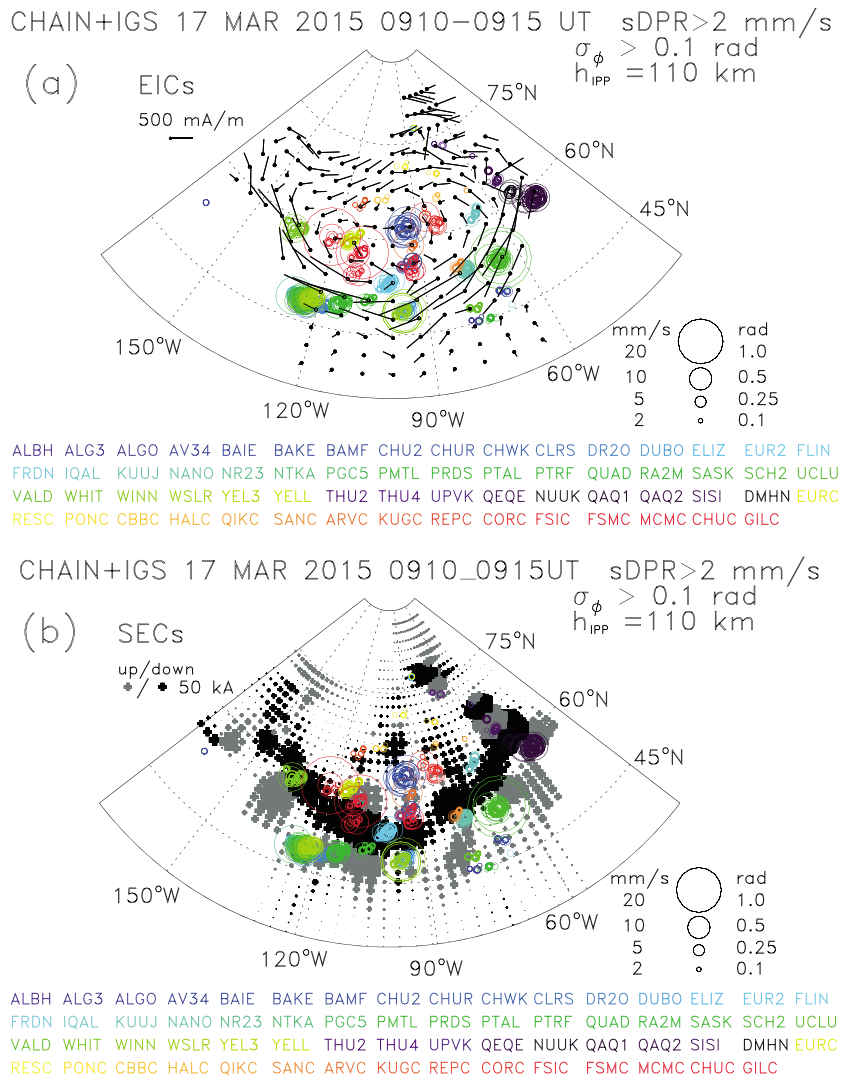 CHAIN+IGS 17 MAR 2015 0910−0915 UT sDPR>2 mm/s
σϕ > 0.1 rad
hIPP =110 km
(a)
EICs
500 mA/m
75°N
60°N
45°N
150°W
120°W
90°W
60°W
mm/s rad
20 1.0
10 0.5
5 0.25
2 0.1
ALBH ALG3 ALGO AV34 BAIE BAKE BAMF CHU2 CHUR CHWK CLRS DR2O DUBO ELIZ EUR2 FLIN
FRDN IQAL KUUJ NANO NR23 NTKA PGC5 PMTL PRDS PTAL PTRF QUAD RA2M SASK SCH2 UCLU
VALD WHIT WINN WSLR YEL3 YELL THU2 THU4 UPVK QEQE NUUK QAQ1 QAQ2 SISI DMHN EURC
RESC PONC CBBC HALC QIKC SANC ARVC KUGC REPC CORC FSIC FSMC MCMC CHUC GILC
CHAIN+IGS 17 MAR 2015 0910_0915UT sDPR>2 mm/s
σϕ > 0.1 rad
hIPP =110 km
(b)
SECs
up/down
/ 50 kA
75°N
60°N
45°N
150°W
120°W
90°W
60°W
mm/s rad
20 1.0
10 0.5
5 0.25
2 0.1
ALBH ALG3 ALGO AV34 BAIE BAKE BAMF CHU2 CHUR CHWK CLRS DR2O DUBO ELIZ EUR2 FLIN
FRDN IQAL KUUJ NANO NR23 NTKA PGC5 PMTL PRDS PTAL PTRF QUAD RA2M SASK SCH2 UCLU
VALD WHIT WINN WSLR YEL3 YELL THU2 THU4 UPVK QEQE NUUK QAQ1 QAQ2 SISI DMHN EURC
RESC PONC CBBC HALC QIKC SANC ARVC KUGC REPC CORC FSIC FSMC MCMC CHUC GILC